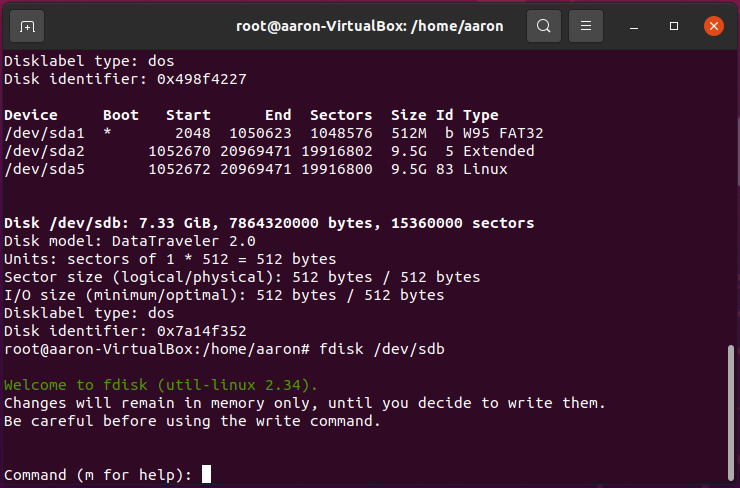 root@aaron-VirtualBox: /home/aaron
Disklabel type: dos
Disk identifier: 0x498f4227
Device     Boot   Start      End  Sectors  Size Id Type
/dev/sda1  *       2048  1050623  1048576  512M  b W95 FAT32
/dev/sda2       1052670 20969471 19916802  9.5G  5 Extended
/dev/sda5       1052672 20969471 19916800  9.5G 83 Linux
Disk /dev/sdb: 7.33 GiB, 7864320000 bytes, 15360000 sectors
Disk model: DataTraveler 2.0
Units: sectors of 1 * 512 = 512 bytes
Sector size (logical/physical): 512 bytes / 512 bytes
I/O size (minimum/optimal): 512 bytes / 512 bytes
Disklabel type: dos
Disk identifier: 0x7a14f352
root@aaron-VirtualBox:/home/aaron# fdisk /dev/sdb
Welcome to fdisk (util-linux 2.34).
Changes will remain in memory only, until you decide to write them.
Be careful before using the write command.
Command (m for help):